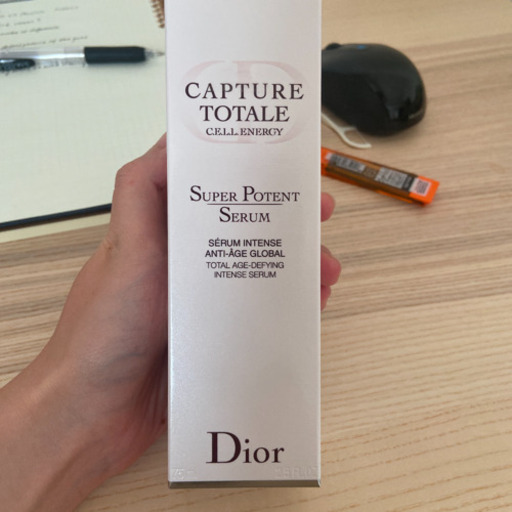 CAPTURE
TOTALE
C.E.L.L. ENERGY
SUPER POTENT
SERUM
SÉRUM INTENSE
ANTI-ÂGE GLOBAL
TOTAL AGE-DEFYING
INTENSE SERUM
Dior